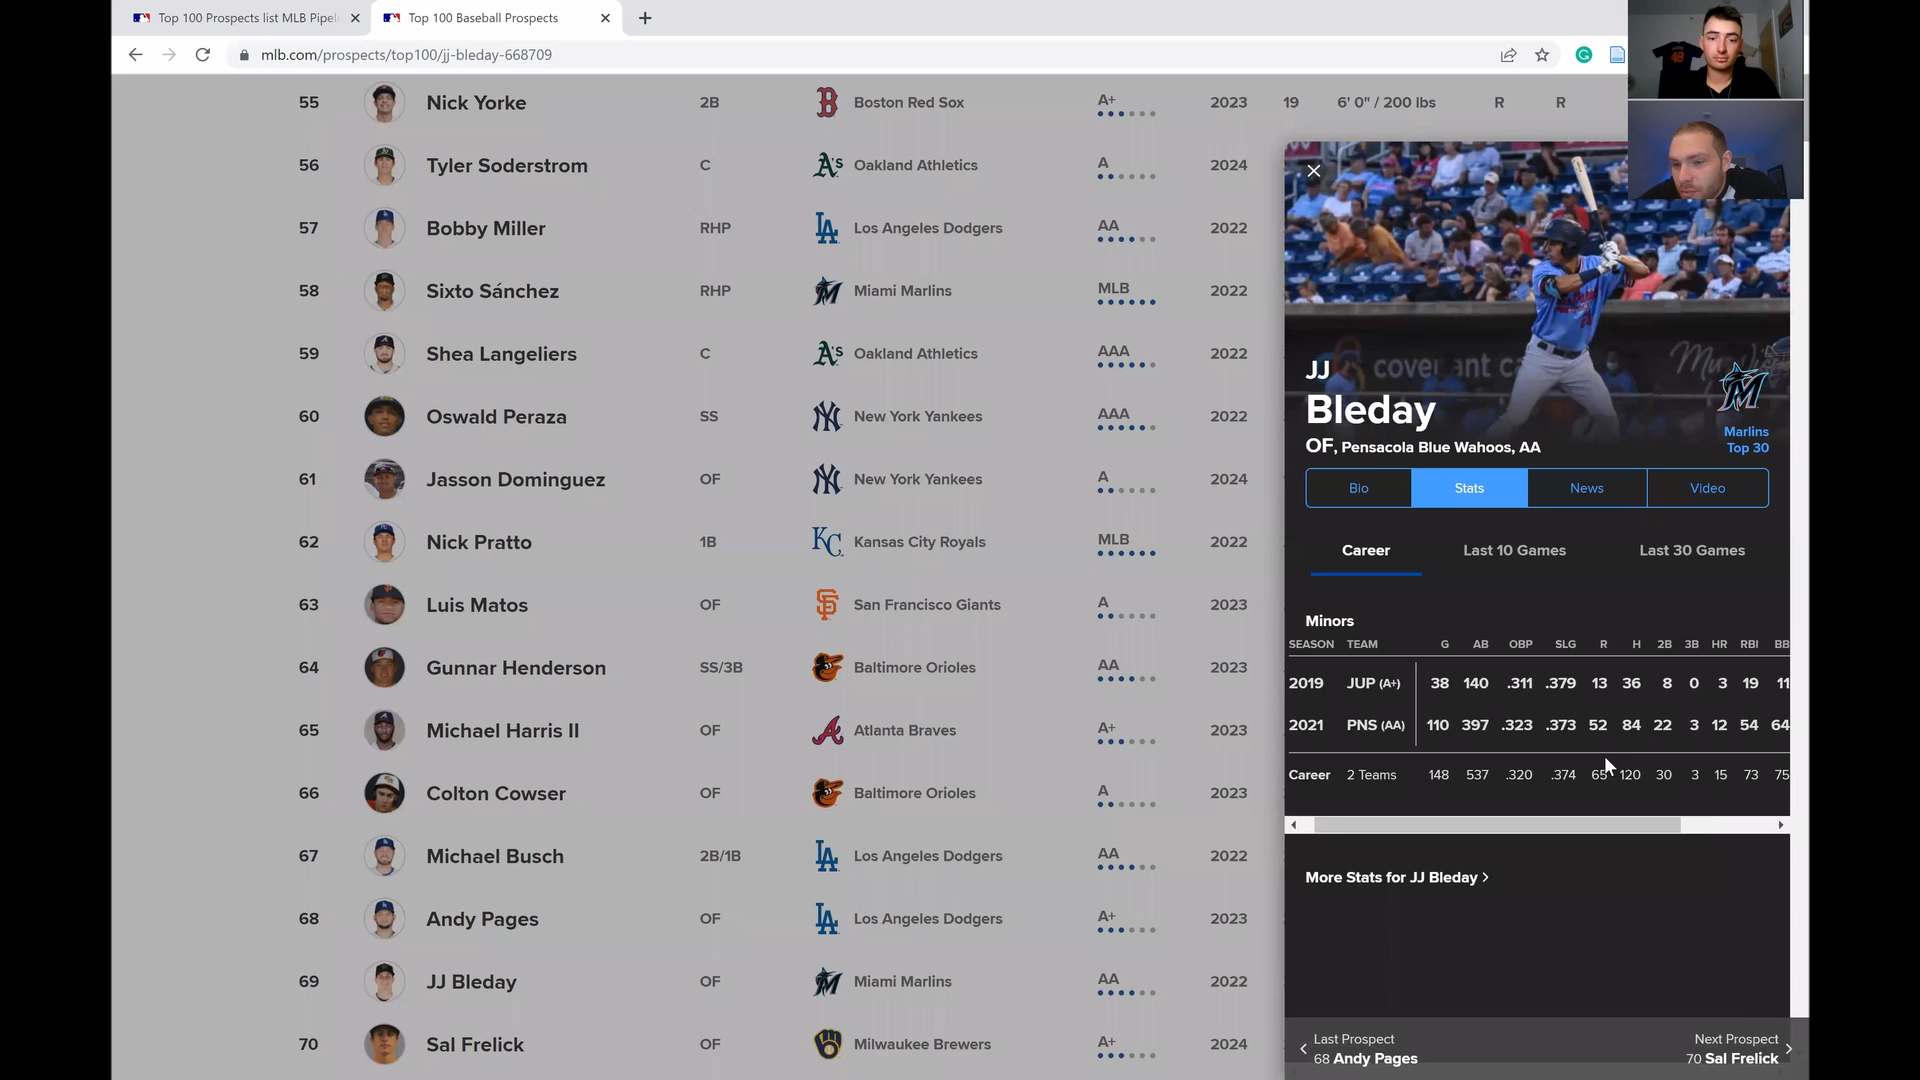 Top 100 Prospects list MLB Pipeli
Top 100 Baseball Prospects
mlb.com/prospects/top100/jj-bleday-668709
55 Nick Yorke 2B Boston Red Sox A+ 2023 19 6' 0" / 200 lbs R R
56 Tyler Soderstrom C Oakland Athletics A 2024
57 Bobby Miller RHP Los Angeles Dodgers AA 2022
58 Sixto Sánchez RHP Miami Marlins MLB 2022
59 Shea Langeliers C Oakland Athletics AAA 2022
60 Oswald Peraza SS New York Yankees AAA 2022
61 Jasson Dominguez OF New York Yankees A 2024
62 Nick Pratto 1B Kansas City Royals MLB 2022
63 Luis Matos OF San Francisco Giants A 2023
64 Gunnar Henderson SS/3B Baltimore Orioles AA 2023
65 Michael Harris II OF Atlanta Braves A+ 2023
66 Colton Cowser OF Baltimore Orioles A 2023
67 Michael Busch 2B/1B Los Angeles Dodgers AA 2022
68 Andy Pages OF Los Angeles Dodgers A+ 2023
69 JJ Bleday OF Miami Marlins AA 2022
70 Sal Frelick OF Milwaukee Brewers A+ 2024
covenant ca
JJ
Bleday
OF, Pensacola Blue Wahoos, AA
Marlins
Top 30
Bio Stats News Video
Career Last 10 Games Last 30 Games
Minors
SEASON TEAM G AB OBP SLG R H 2B 3B HR RBI BB
2019 JUP (A+) 38 140 .311 .379 13 36 8 0 3 19 11
2021 PNS (AA) 110 397 .323 .373 52 84 22 3 12 54 64
Career 2 Teams 148 537 .320 .374 65 120 30 3 15 73 75
More Stats for JJ Bleday >
Last Prospect
68 Andy Pages
Next Prospect
70 Sal Frelick